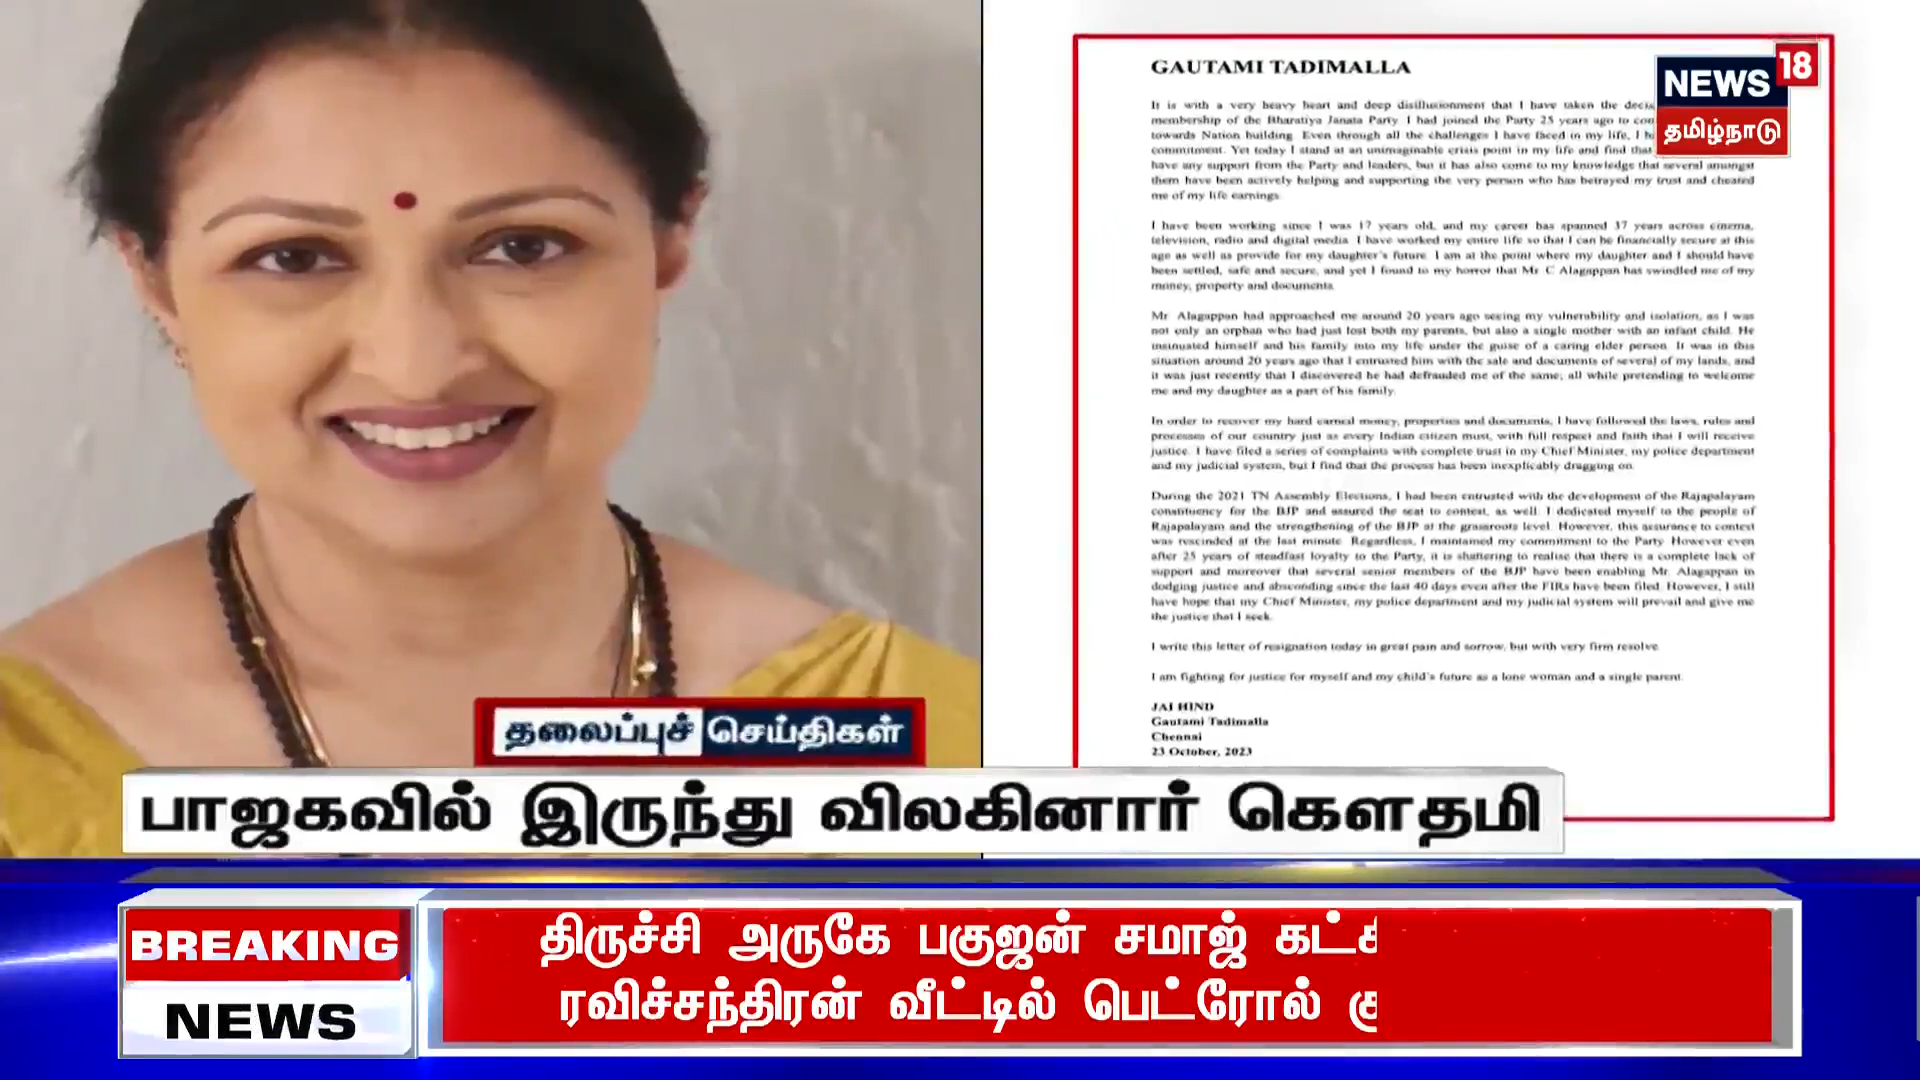 GAUTAMI TADIMALLA
It is with a very heavy heart and deep disillusionment that I have taken the
membership of the Bharatiya Janata Party. I had joined the Party 25 years ago to
towards Nation building. Even through all the challenges I have faced in my life, I
commitment. Yet today I stand at an unimaginable crisis point in my life and find that
have any support from the Party and leaders, but it has also come to my knowledge that several amongst
them have been actively helping and supporting the very person who has betrayed my trust and cheated
me of my life earnings.
I have been working since I was 17 years old, and my career has spanned 37 years across cinema,
television, radio and digital media. I have worked my entire life so that I can be financially secure at this
age as well as provide for my daughter's future. I am at the point where my daughter and I should have
been settled, safe and secure, and yet I found to my horror that Mr. C Alagappan has swindled me of my
money, property and documents.
Mr. Alagappan had approached me around 20 years ago seeing my vulnerability and isolation, as I was
not only an orphan who had just lost both my parents, but also a single mother with an infant child. He
insinuated himself and his family into my life under the guise of a caring elder person. It was in this
situation around 20 years ago that I entrusted him with the sale and documents of several of my lands, and
it was just recently that I discovered he had defrauded me of the same; all while pretending to welcome
me and my daughter as a part of his family.
In order to recover my hard earned money, properties and documents, I have followed the laws, rules and
processes of our country just as every Indian citizen must, with full respect and faith that I will receive
justice. I have filed a series of complaints with complete trust in my Chief Minister, my police department
and my judicial system, but I find that the process has been inexplicably dragging on.
During the 2021 TN Assembly Elections, I had been entrusted with the development of the Rajapalayam
constituency for the BJP and assured the seat to contest, as well. I dedicated myself to the people of
Rajapalayam and the strengthening of the BJP at the grassroots level. However, this assurance to contest
was rescinded at the last minute. Regardless, I maintained my commitment to the Party. However even
after 25 years of steadfast loyalty to the Party, it is shattering to realise that there is a complete lack of
support and moreover that several senior members of the BJP have been enabling Mr. Alagappan in
dodging justice and absconding since the last 40 days even after the FIRs have been filed. However, I still
have hope that my Chief Minister, my police department and my judicial system will prevail and give me
the justice that I seek.
I write this letter of resignation today in great pain and sorrow, but with very firm resolve.
I am fighting for justice for myself and my child's future as a lone woman and a single parent.
JAI HIND
Gautami Tadimalla
Chennai
23 October, 2023
NEWS 18
தமிழ்நாடு
தலைப்புச் செய்திகள்
பாஜகவில் இருந்து விலகினார் கௌதமி
BREAKING
NEWS
திருச்சி அருகே பகுஜன் சமாஜ்
ரவிச்சந்திரன் வீட்டில் பெட்ரோல்